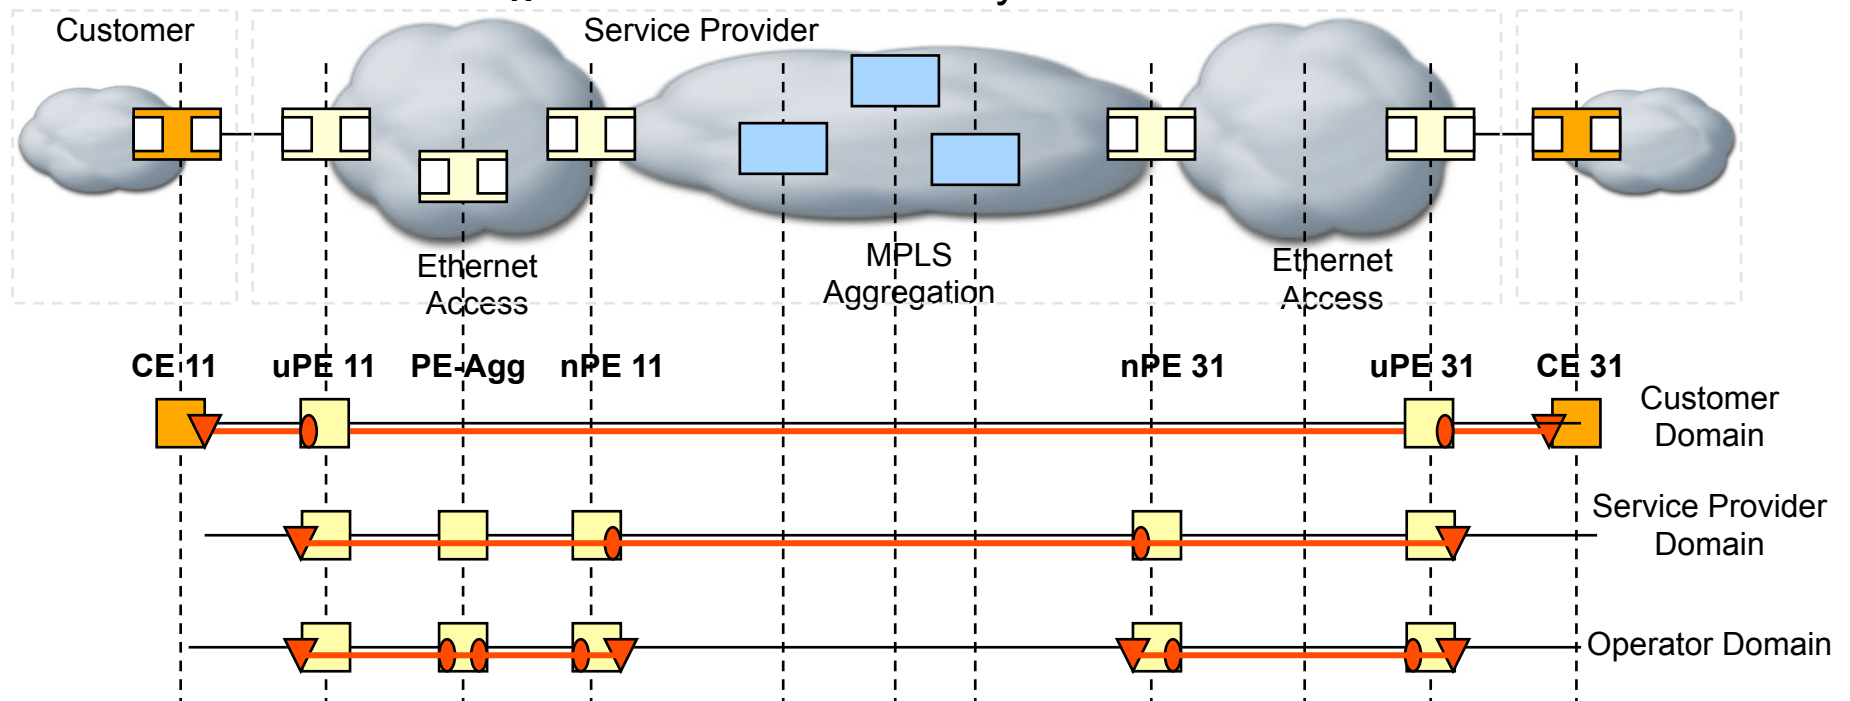 Customer
Service Provider
Ethernet
Access
MPLS
Aggregation
Ethernet
Access
CE 11
uPE 11
PE-Agg
nPE 11
nPE 31
uPE 31
CE 31
Customer
Domain
Service Provider
Domain
Operator Domain